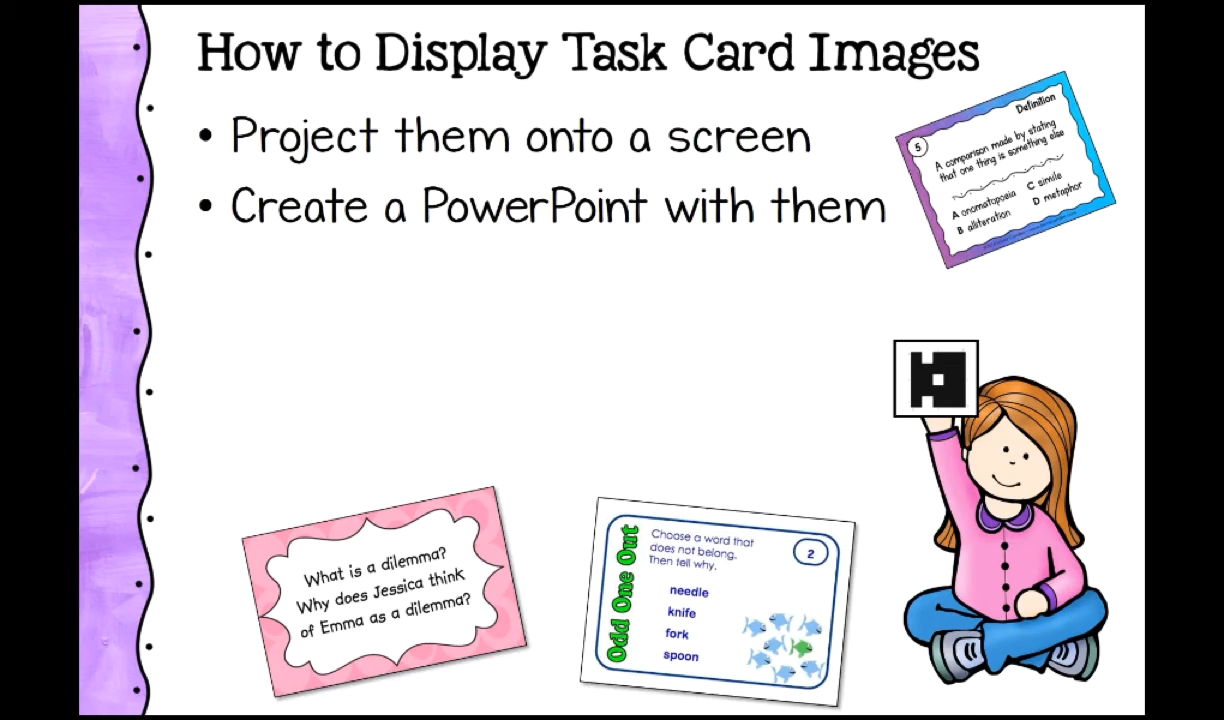 How to Display Task Card Images
• Project them onto a screen
• Create a PowerPoint with them
Definition
5
A comparison made by stating
that one thing is something else
A onomatopoeia C simile
B alliteration D metaphor
What is a dilemma?
Why does Jessica think
of Emma as a dilemma?
Odd One Out
Choose a word that
does not belong.
Then tell why.
2
needle
knife
fork
spoon